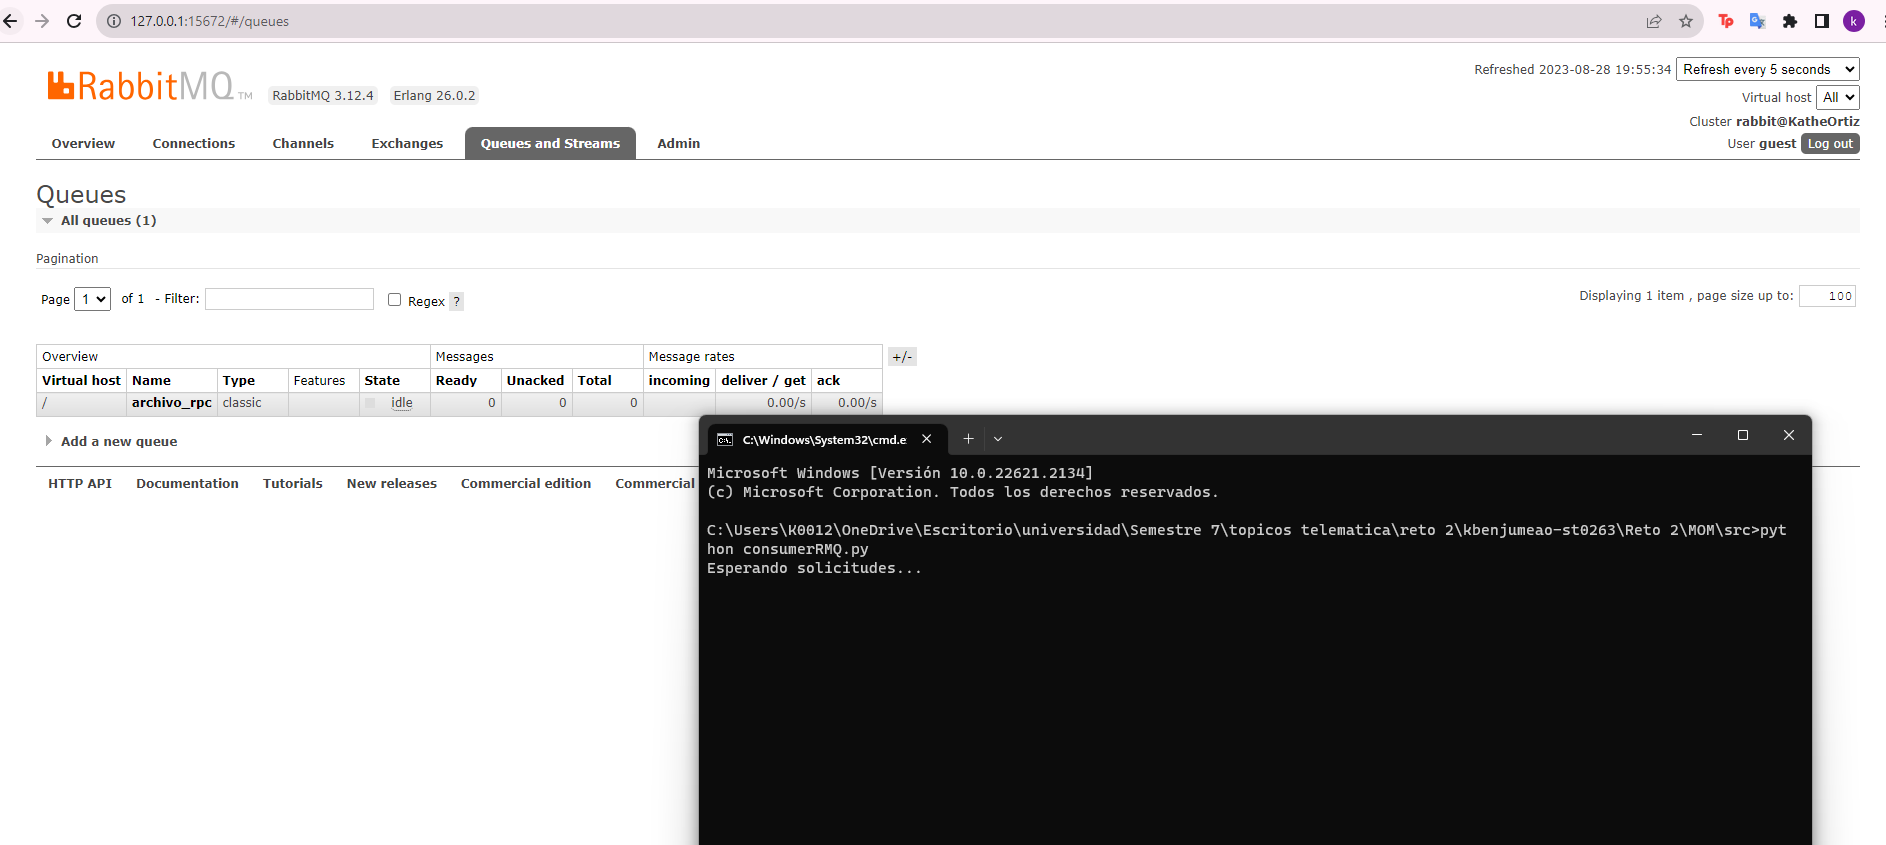 127.0.0.1:15672/#/queues
k
RabbitMQ TM
RabbitMQ 3.12.4 Erlang 26.0.2
Refreshed 2023-08-28 19:55:34 Refresh every 5 seconds
Virtual host All
Cluster rabbit@KatheOrtiz
User guest Log out
Overview Connections Channels Exchanges Queues and Streams Admin
Queues
All queues (1)
Pagination
Page 1 of 1 - Filter: Regex ?
Displaying 1 item , page size up to: 100
Overview Messages Message rates +/-
Virtual host Name Type Features State Ready Unacked Total incoming deliver / get ack
/ archivo_rpc classic idle 0 0 0 0.00/s 0.00/s
Add a new queue
HTTP API Documentation Tutorials New releases Commercial edition Commercial
C:\Windows\System32\cmd.e
Microsoft Windows [Versión 10.0.22621.2134]
(c) Microsoft Corporation. Todos los derechos reservados.
C:\Users\K0012\OneDrive\Escritorio\universidad\Semestre 7\topicos telematica\reto 2\kbenjumeao-st0263\Reto 2\MOM\src>pyt
hon consumerRMQ.py
Esperando solicitudes...